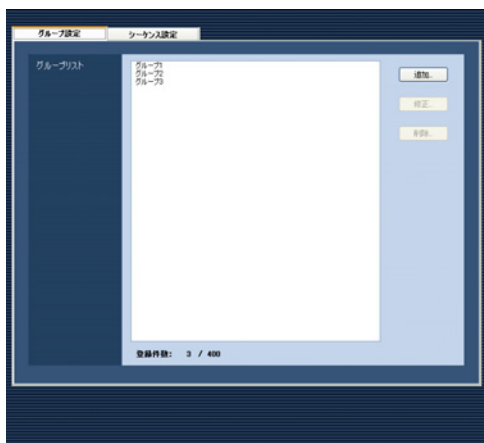 グループ設定 シーケンス設定
グループリスト
グループ1
グループ2
グループ3
追加...
修正...
削除...
登録件数: 3 / 400